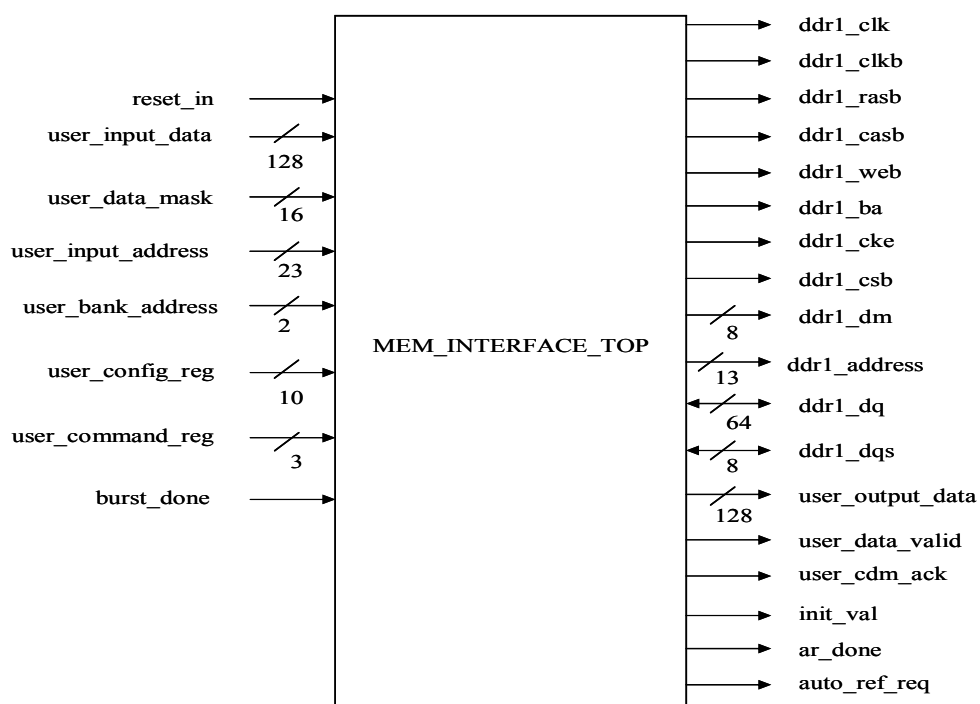 ddr1_clk
ddr1_clkb
reset_in
ddr1_rasb
user_input_data
128
ddr1_casb
ddr1_web
user_data_mask
16
ddr1_ba
user_input_address
23
ddr1_cke
ddr1_csb
user_bank_address
2
ddr1_dm
8
MEM_INTERFACE_TOP
ddr1_address
13
user_config_reg
10
ddr1_dq
64
user_command_reg
3
ddr1_dqs
8
burst_done
user_output_data
128
user_data_valid
user_cdm_ack
init_val
ar_done
auto_ref_req